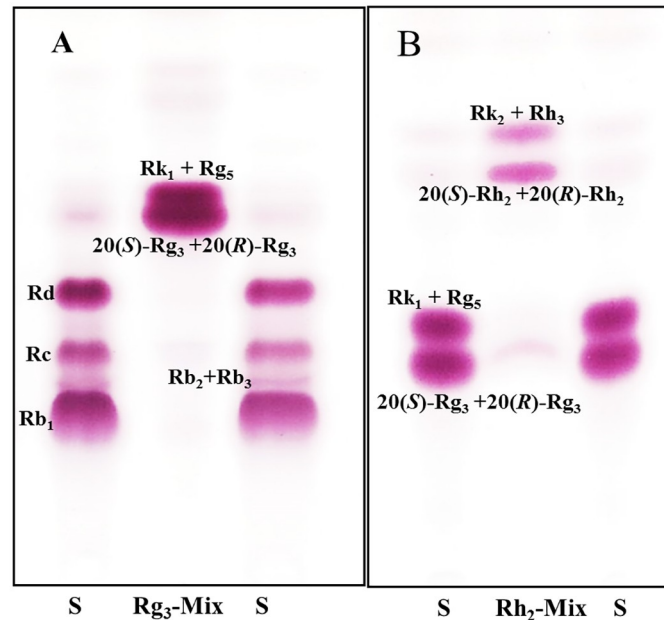 A
Rk₁ + Rg₅
20(S)-Rg₃ +20(R)-Rg₃
Rd
Rc
Rb₂+Rb₃
Rb₁
S Rg₃-Mix S
B
Rk₂ + Rh₃
20(S)-Rh₂ +20(R)-Rh₂
Rk₁ + Rg₅
20(S)-Rg₃ +20(R)-Rg₃
S Rh₂-Mix S